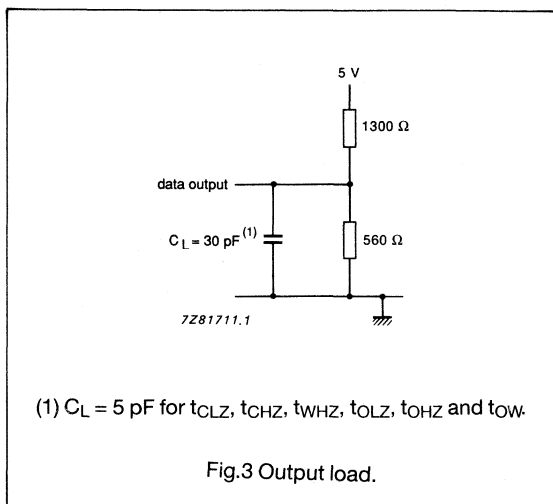 5 V
1300 Ω
data output
C L = 30 pF (1)
560 Ω
7Z81711.1
(1) CL = 5 pF for tCLZ, tCHZ, tWHZ, tOLZ, tOHZ and tOW.
Fig.3 Output load.